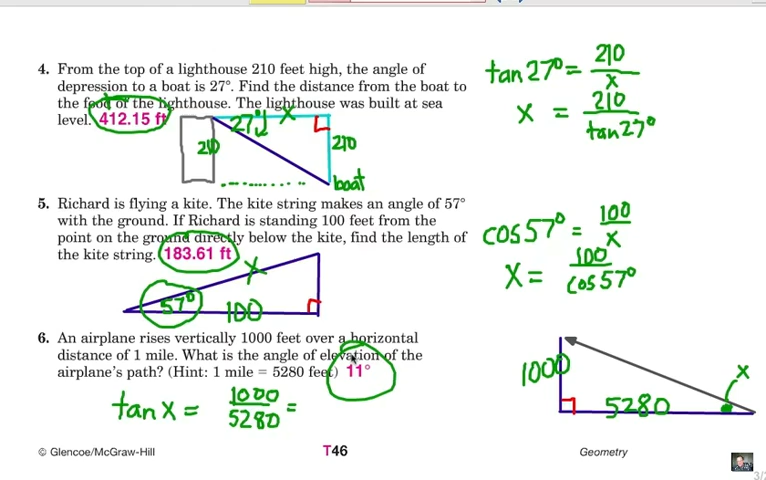 4. From the top of a lighthouse 210 feet high, the angle of
depression to a boat is 27°. Find the distance from the boat to
the foot of the lighthouse. The lighthouse was built at sea
level. 412.15 ft
tan 27° = 210
x
x = 210
tan 27°
27° x
210
210
boat
5. Richard is flying a kite. The kite string makes an angle of 57°
with the ground. If Richard is standing 100 feet from the
point on the ground directly below the kite, find the length of
the kite string. 183.61 ft
cos 57° = 100
x
x = 100
cos 57°
x
57°
100
6. An airplane rises vertically 1000 feet over a horizontal
distance of 1 mile. What is the angle of elevation of the
airplane's path? (Hint: 1 mile = 5280 feet) 11°
tan x = 1000 =
5280
1000
x
5280
© Glencoe/McGraw-Hill
T46
Geometry